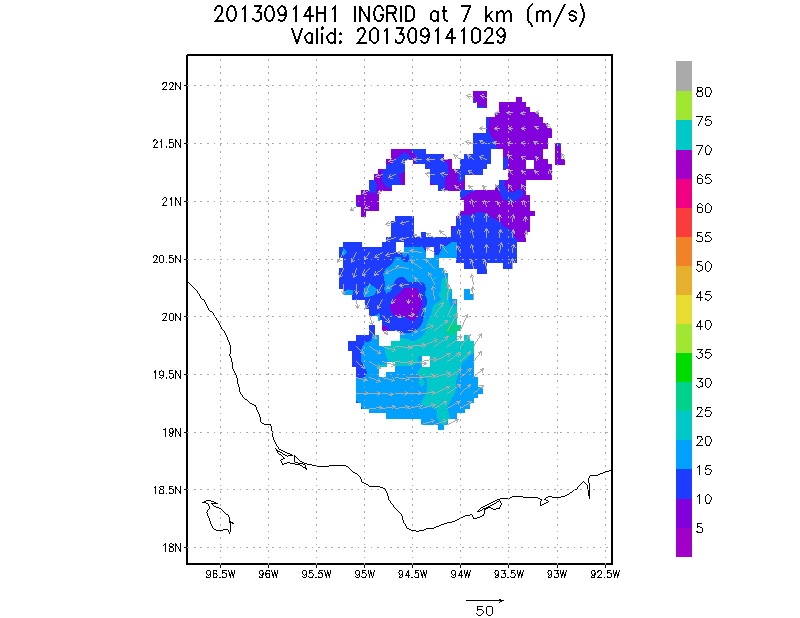 20130914H1 INGRID at 7 km (m/s)
Valid: 201309141029
22N
21.5N
21N
20.5N
20N
19.5N
19N
18.5N
18N
96.5W 96W 95.5W 95W 94.5W 94W 93.5W 93W 92.5W
80
75
70
65
60
55
50
45
40
35
30
25
20
15
10
5
50